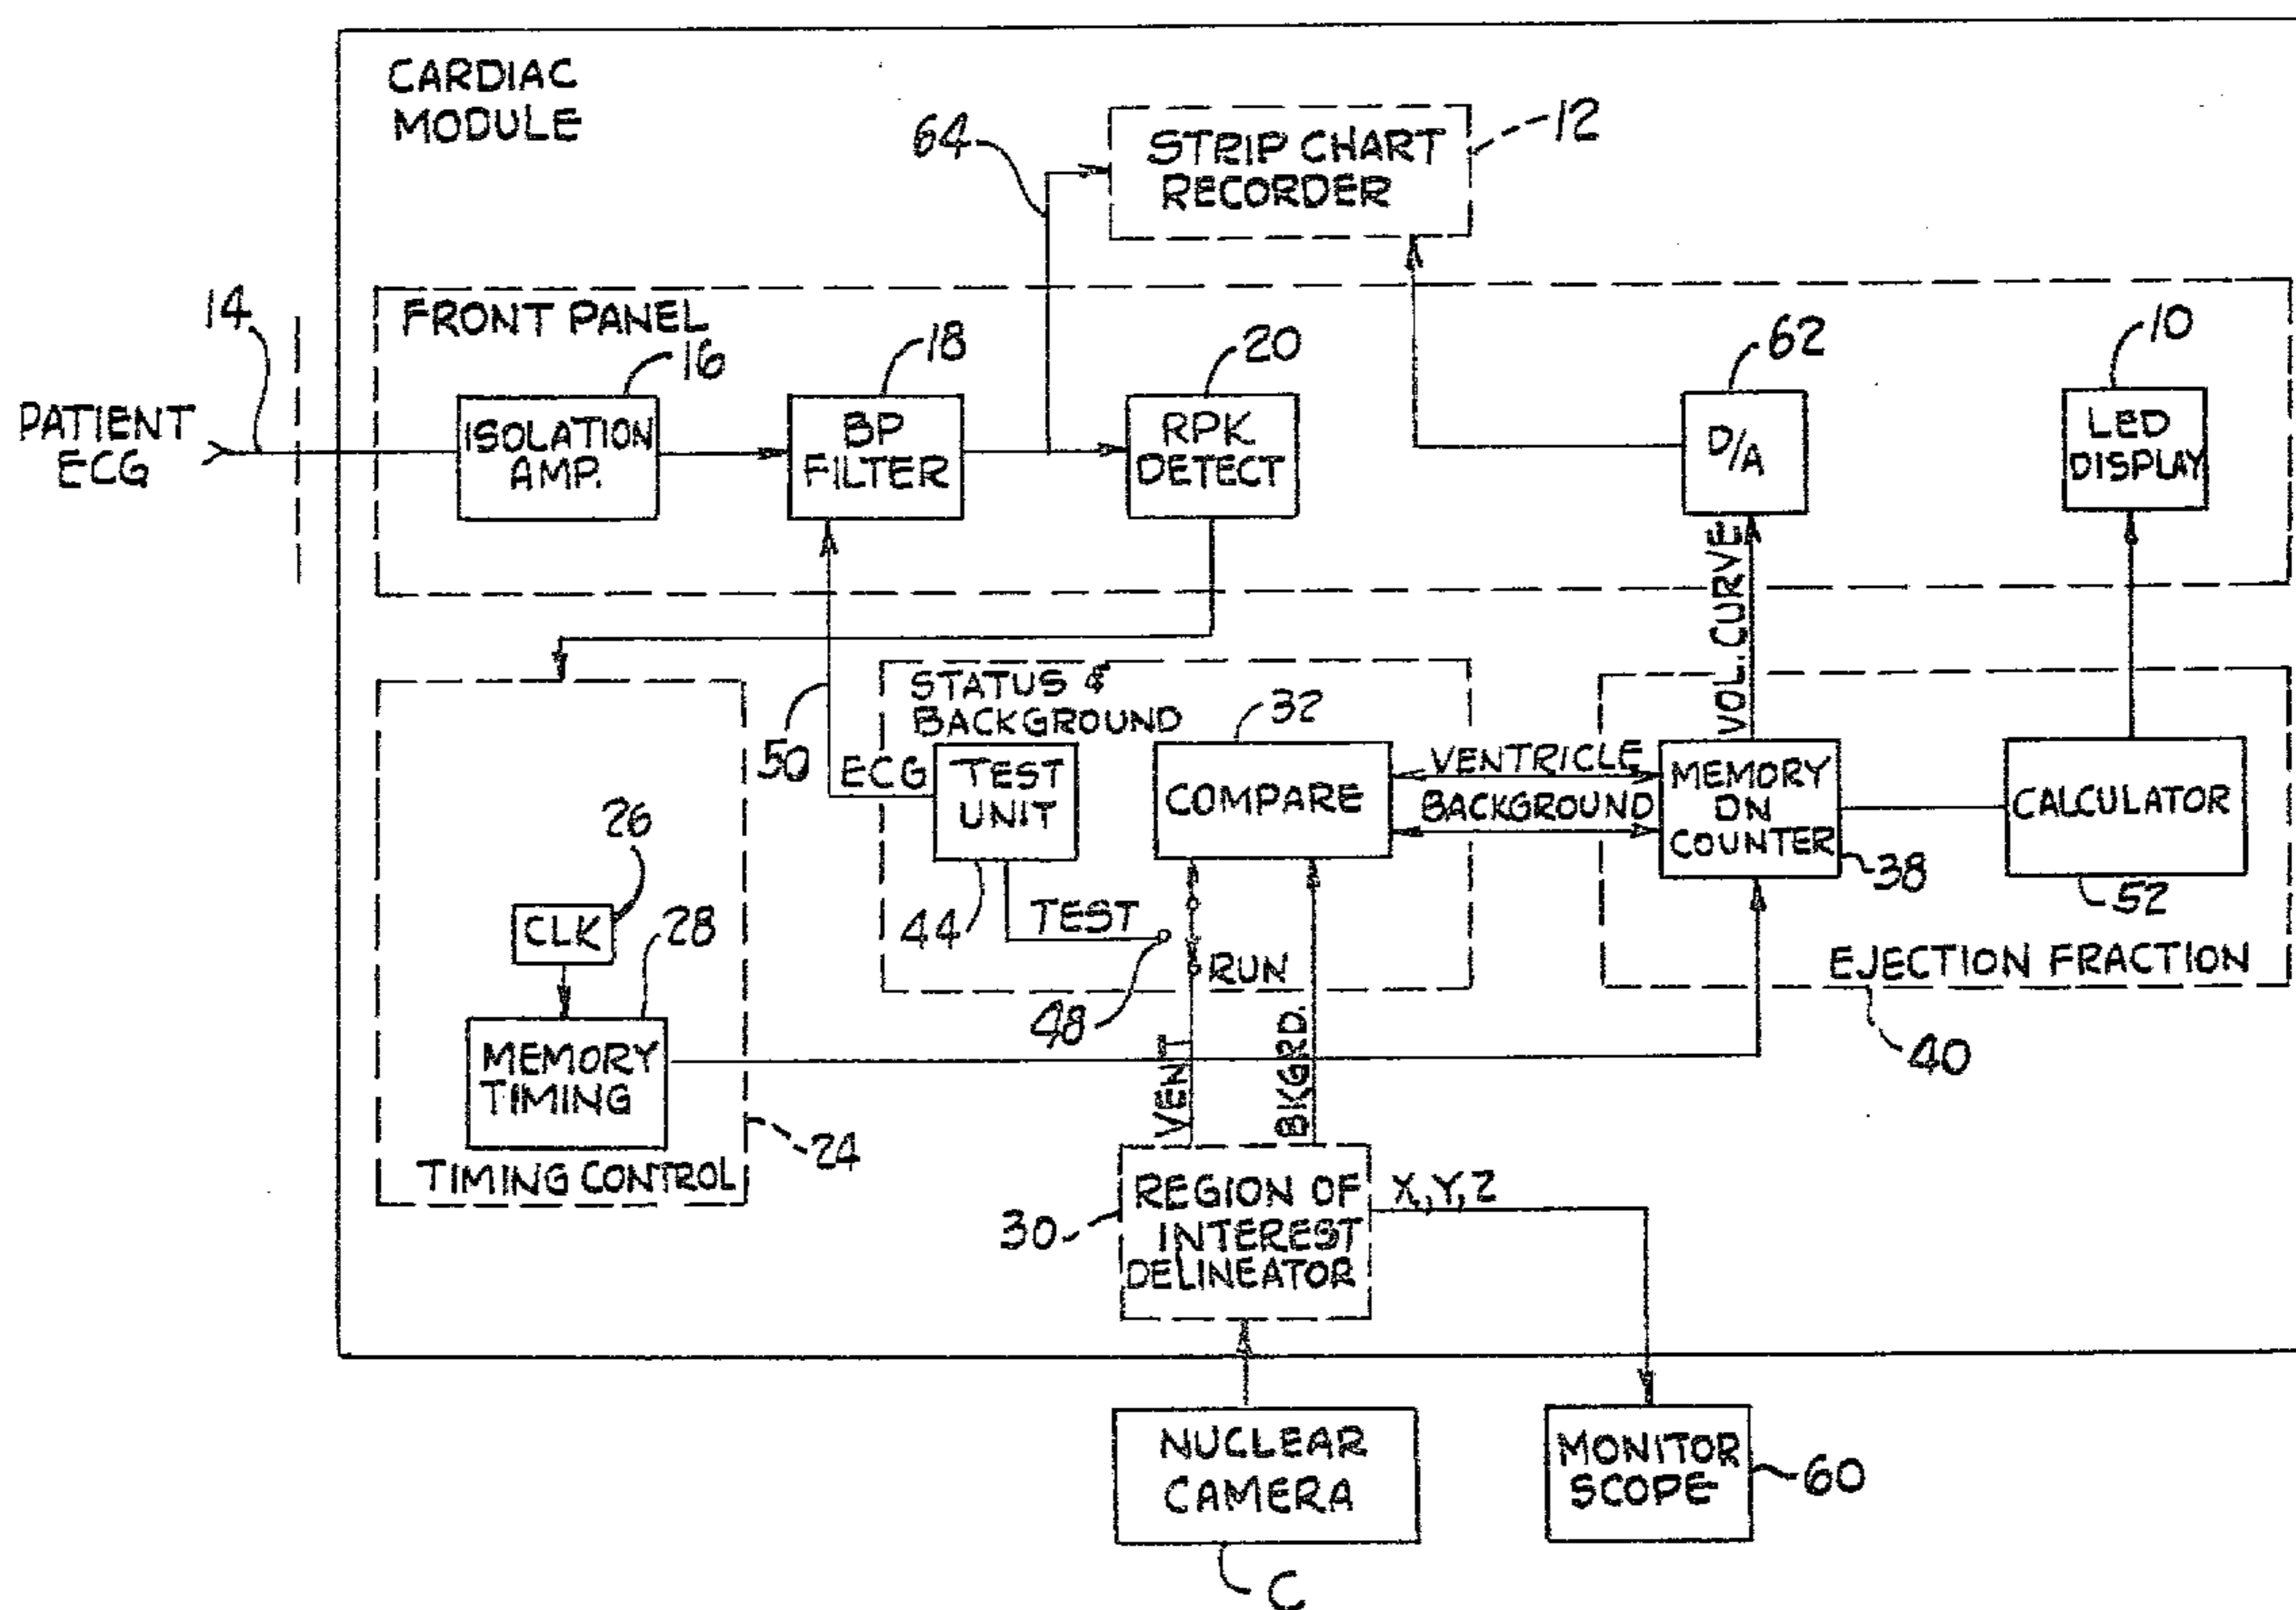 CARDIAC
MODULE
64
STRIP CHART
RECORDER
12
14
FRONT PANEL
16
18
20
62
10
PATIENT
ECG
ISOLATION
AMP.
BP
FILTER
RPK
DETECT
D/A
LED
DISPLAY
VOL. CURVE
50
ECG
STATUS &
BACKGROUND
TEST
UNIT
32
COMPARE
VENTRICLE
BACKGROUND
MEMORY
ON
COUNTER
38
CALCULATOR
52
26
CLK
28
44
TEST
48
RUN
EJECTION FRACTION
40
MEMORY
TIMING
24
TIMING CONTROL
VENT
BKGRD.
30
REGION OF
INTEREST
DELINEATOR
X,Y,Z
NUCLEAR
CAMERA
C
MONITOR
SCOPE
60